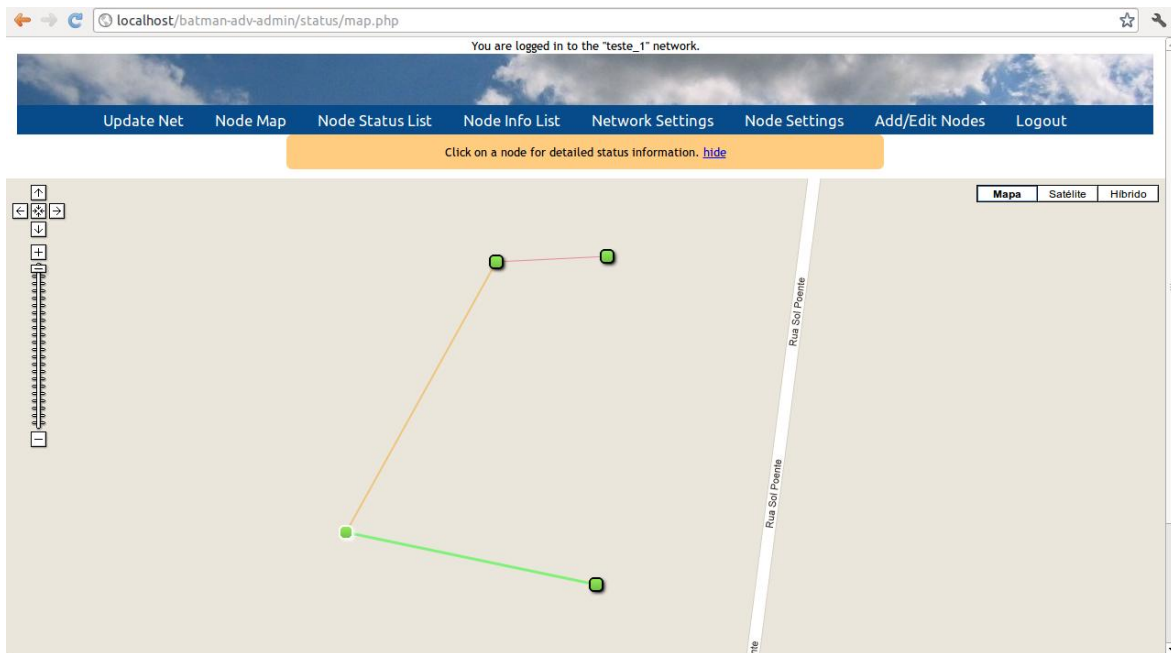 localhost/batman-adv-admin/status/map.php
You are logged in to the "teste_1" network.
Update Net Node Map Node Status List Node Info List Network Settings Node Settings Add/Edit Nodes Logout
Click on a node for detailed status information. hide
Mapa Satélite Híbrido
Rua Sol Poente
Rua Sol Poente